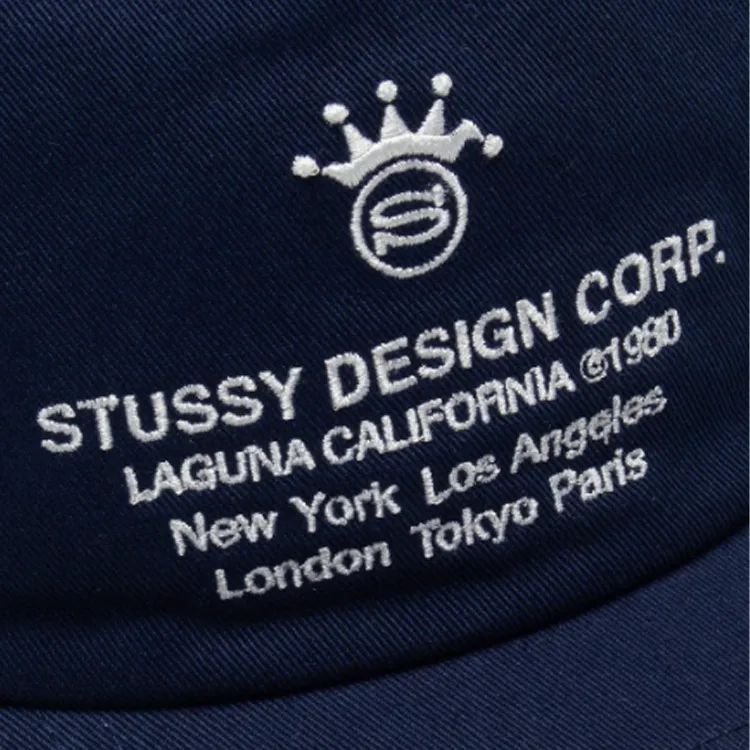 STUSSY DESIGN CORP.
LAGUNA CALIFORNIA ©1980
New York Los Angeles
London Tokyo Paris